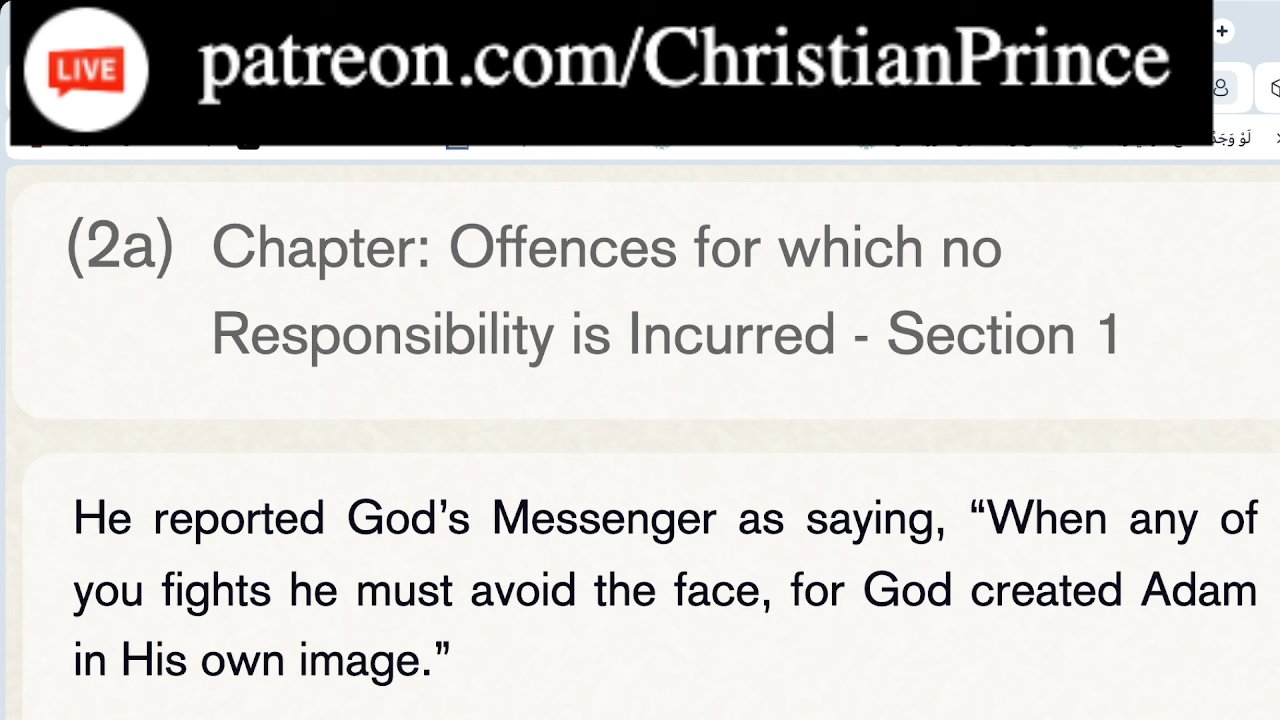 LIVE patreon.com/ChristianPrince
(2a) Chapter: Offences for which no
Responsibility is Incurred - Section 1
He reported God’s Messenger as saying, “When any of
you fights he must avoid the face, for God created Adam
in His own image.”